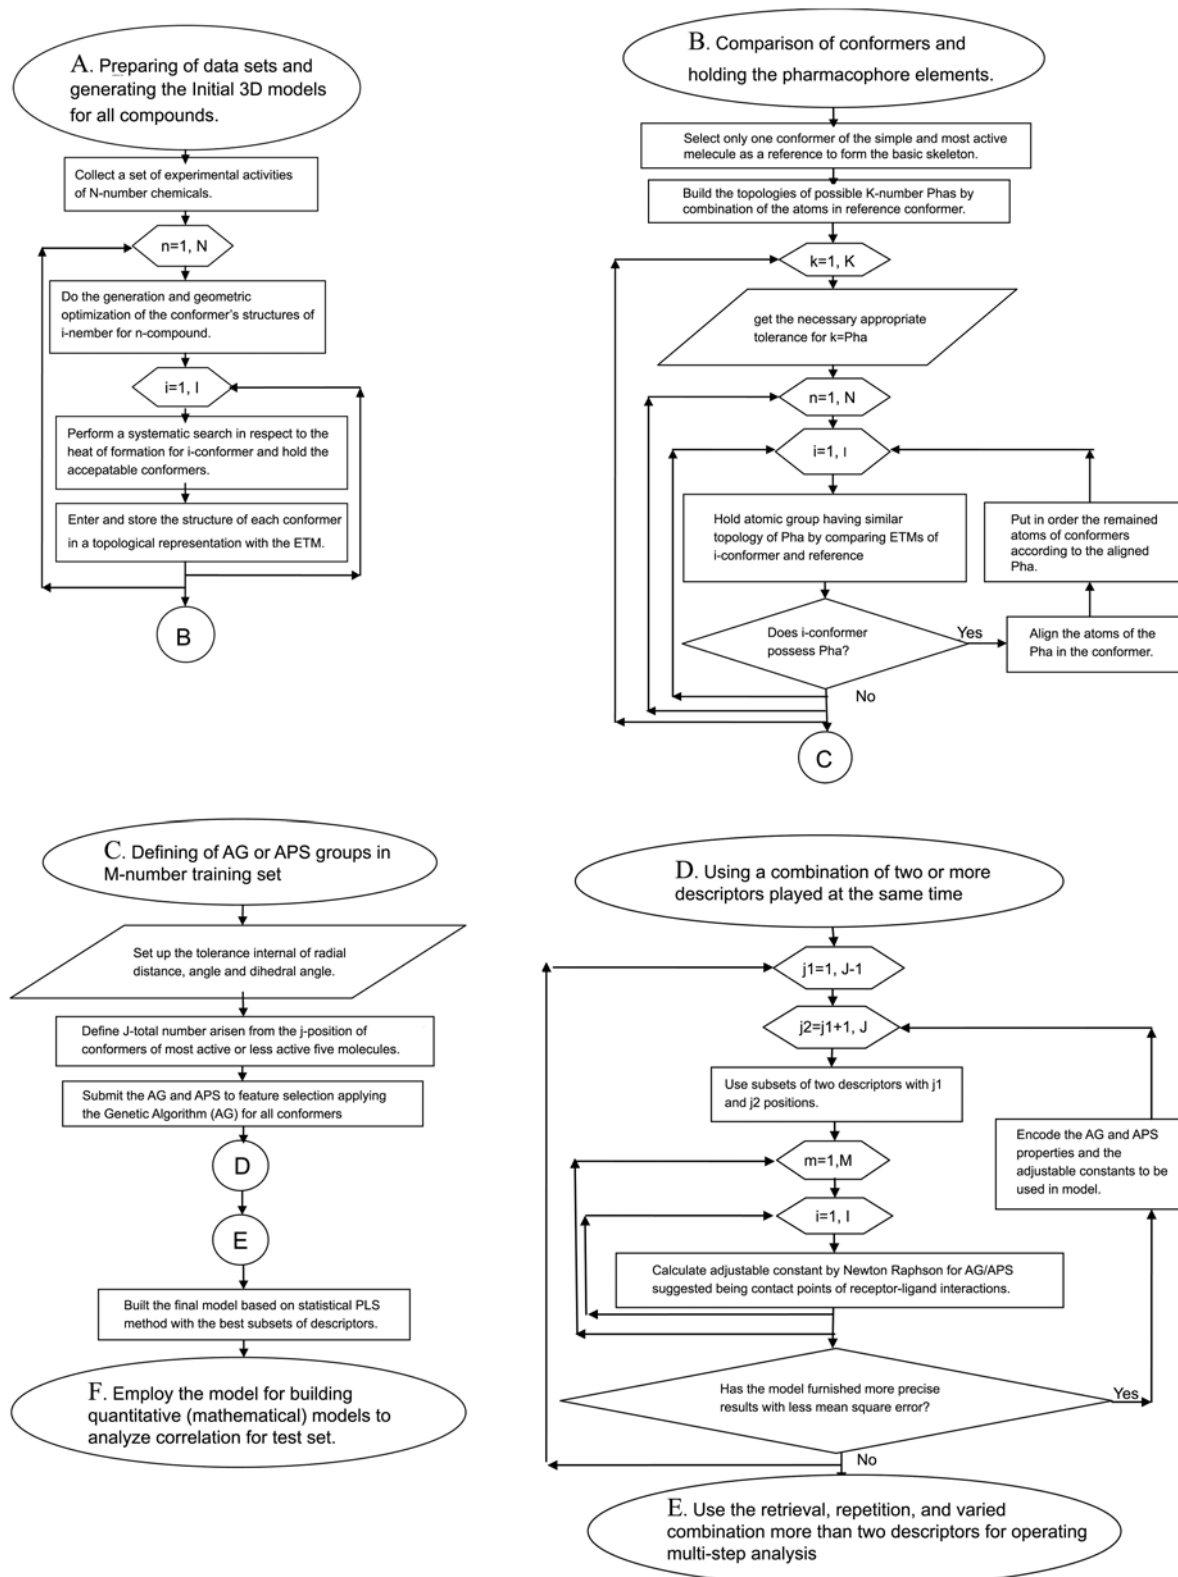 A. Preparing of data sets and
generating the Initial 3D models
for all compounds.
Collect a set of experimental activities
of N-number chemicals.
n=1, N
Do the generation and geometric
optimization of the conformer's structures of
i-nember for n-compound.
i=1, I
Perform a systematic search in respect to the
heat of formation for i-conformer and hold the
accepatable conformers.
Enter and store the structure of each conformer
in a topological representation with the ETM.
B
B. Comparison of conformers and
holding the pharmacophore elements.
Select only one conformer of the simple and most active
molecule as a reference to form the basic skeleton.
Build the topologies of possible K-number Phas by
combination of the atoms in reference conformer.
k=1, K
get the necessary appropriate
tolerance for k=Pha
n=1, N
i=1, I
Hold atomic group having similar
topology of Pha by comparing ETMs of
i-conformer and reference
Put in order the remained
atoms of conformers
according to the aligned
Pha.
Does i-conformer
possess Pha?
Yes
Align the atoms of the
Pha in the conformer.
No
C
C. Defining of AG or APS groups in
M-number training set
Set up the tolerance internal of radial
distance, angle and dihedral angle.
Define J-total number arisen from the j-position of
conformers of most active or less active five molecules.
Submit the AG and APS to feature selection applying
the Genetic Algorithm (AG) for all conformers
D
E
Built the final model based on statistical PLS
method with the best subsets of descriptors.
F. Employ the model for building
quantitative (mathematical) models to
analyze correlation for test set.
D. Using a combination of two or more
descriptors played at the same time
j1=1, J-1
j2=j1+1, J
Use subsets of two descriptors with j1
and j2 positions.
m=1,M
i=1, I
Calculate adjustable constant by Newton Raphson for AG/APS
suggested being contact points of receptor-ligand interactions.
Encode the AG and APS
properties and the
adjustable constants to be
used in model.
Has the model furnished more precise
results with less mean square error?
Yes
No
E. Use the retrieval, repetition, and varied
combination more than two descriptors for operating
multi-step analysis